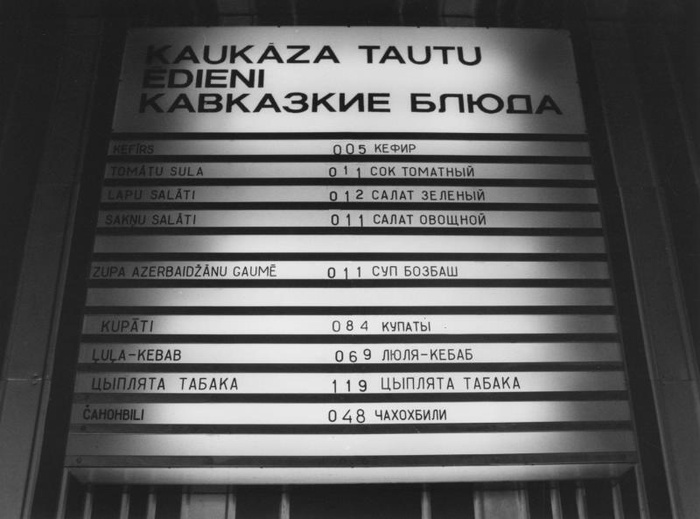 KAUKĀZA TAUTU
ĒDIENI
КАВКАЗКИЕ БЛЮДА
KEFĪRS 005 КЕФИР
TOMĀTU SULA 011 СОК ТОМАТНЫЙ
LAPU SALĀTI 012 САЛАТ ЗЕЛЕНЫЙ
SAKŅU SALĀTI 011 САЛАТ ОВОЩНОЙ
ZUPA AZERBAIDŽĀNU GAUMĒ 011 СУП БОЗБАШ
KUPĀTI 084 КУПАТЫ
ĻUĻA-KEBAB 069 ЛЮЛЯ-КЕБАБ
ЦЫПЛЯТА ТАБАКА 119 ЦЫПЛЯТА ТАБАКА
ČAHOHBILI 048 ЧАХОХБИЛИ